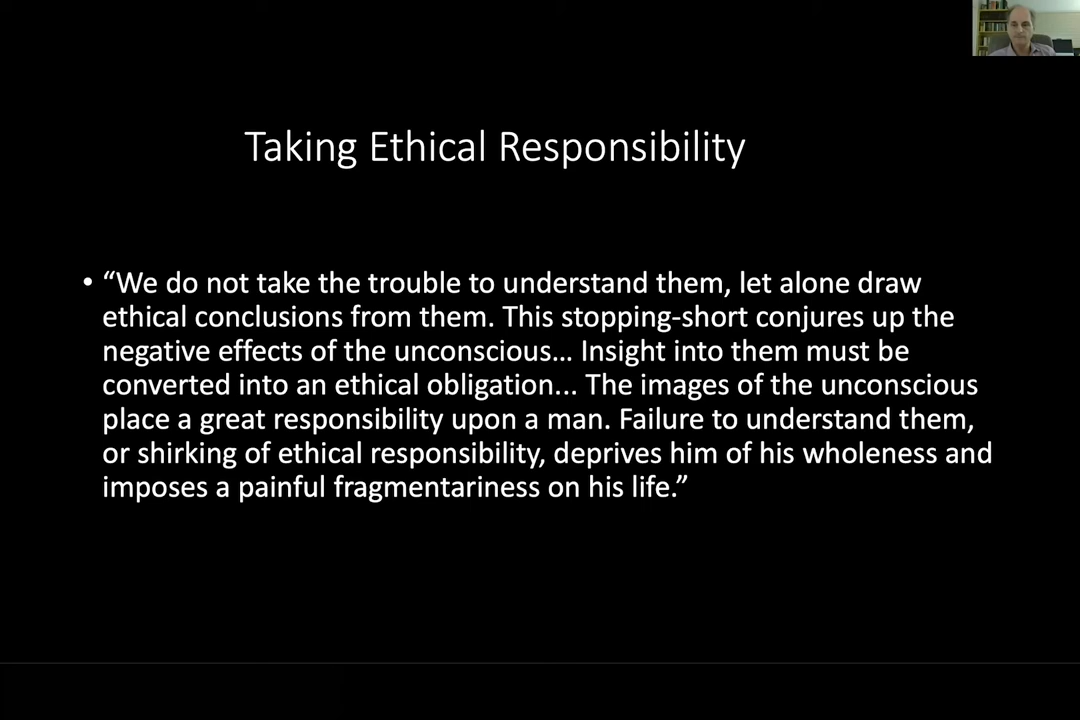 Taking Ethical Responsibility
• “We do not take the trouble to understand them, let alone draw
ethical conclusions from them. This stopping-short conjures up the
negative effects of the unconscious... Insight into them must be
converted into an ethical obligation... The images of the unconscious
place a great responsibility upon a man. Failure to understand them,
or shirking of ethical responsibility, deprives him of his wholeness and
imposes a painful fragmentariness on his life.”